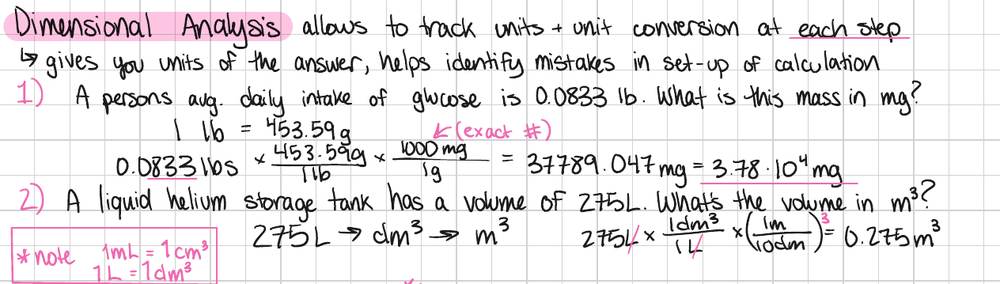 Dimensional Analysis allows to track units + unit conversion at each step
↳ gives you units of the answer, helps identify mistakes in set-up of calculation
1) A persons avg. daily intake of glucose is 0.0833 lb. What is this mass in mg?
1 lb = 453.59g ↙ (exact #)
0.0833 lbs × 453.59g/1 lb × 1000 mg/1g = 37789.047 mg = 3.78 · 10⁴ mg
2) A liquid helium storage tank has a volume of 275L. What's the volume in m³?
275L → dm³ → m³ 275L × 1dm³/1L × (1m/10dm)³ = 0.275m³
*note 1mL = 1cm³
1L = 1dm³